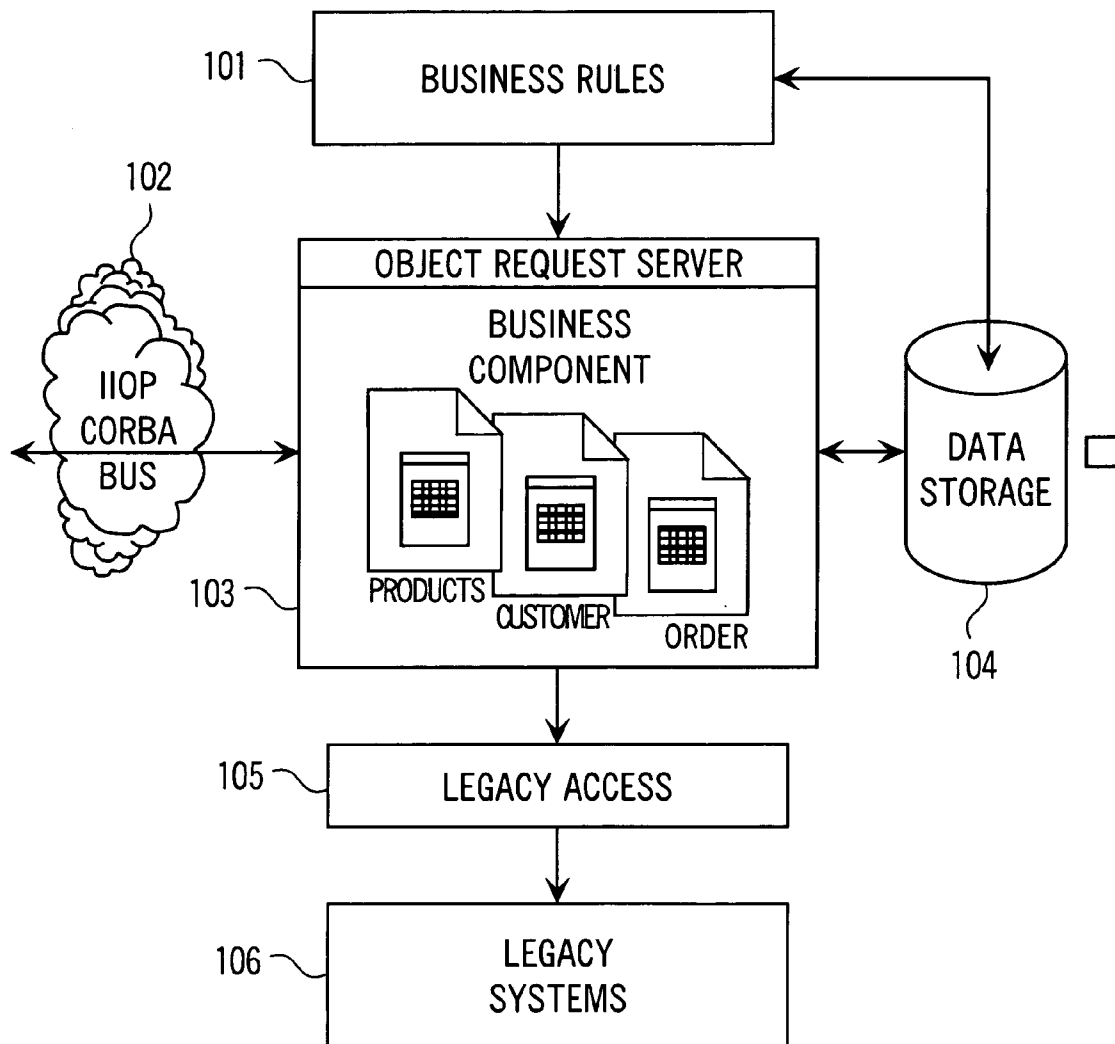 101
BUSINESS RULES
102
OBJECT REQUEST SERVER
BUSINESS
COMPONENT
IIOP
CORBA
BUS
DATA
STORAGE
PRODUCTS
CUSTOMER
ORDER
103
104
105
LEGACY ACCESS
106
LEGACY
SYSTEMS